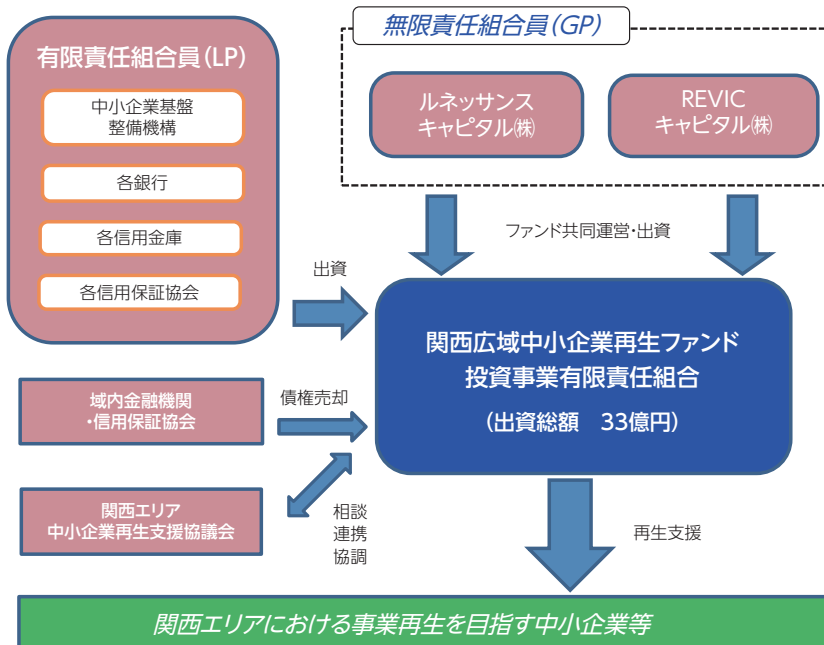 無限責任組合員(GP)
有限責任組合員(LP)
中小企業基盤
整備機構
各銀行
各信用金庫
各信用保証協会
ルネッサンス
キャピタル㈱
REVIC
キャピタル㈱
ファンド共同運営・出資
出資
関西広域中小企業再生ファンド
投資事業有限責任組合
(出資総額　33億円)
域内金融機関
・信用保証協会
債権売却
関西エリア
中小企業再生支援協議会
相談
連携
協調
再生支援
関西エリアにおける事業再生を目指す中小企業等